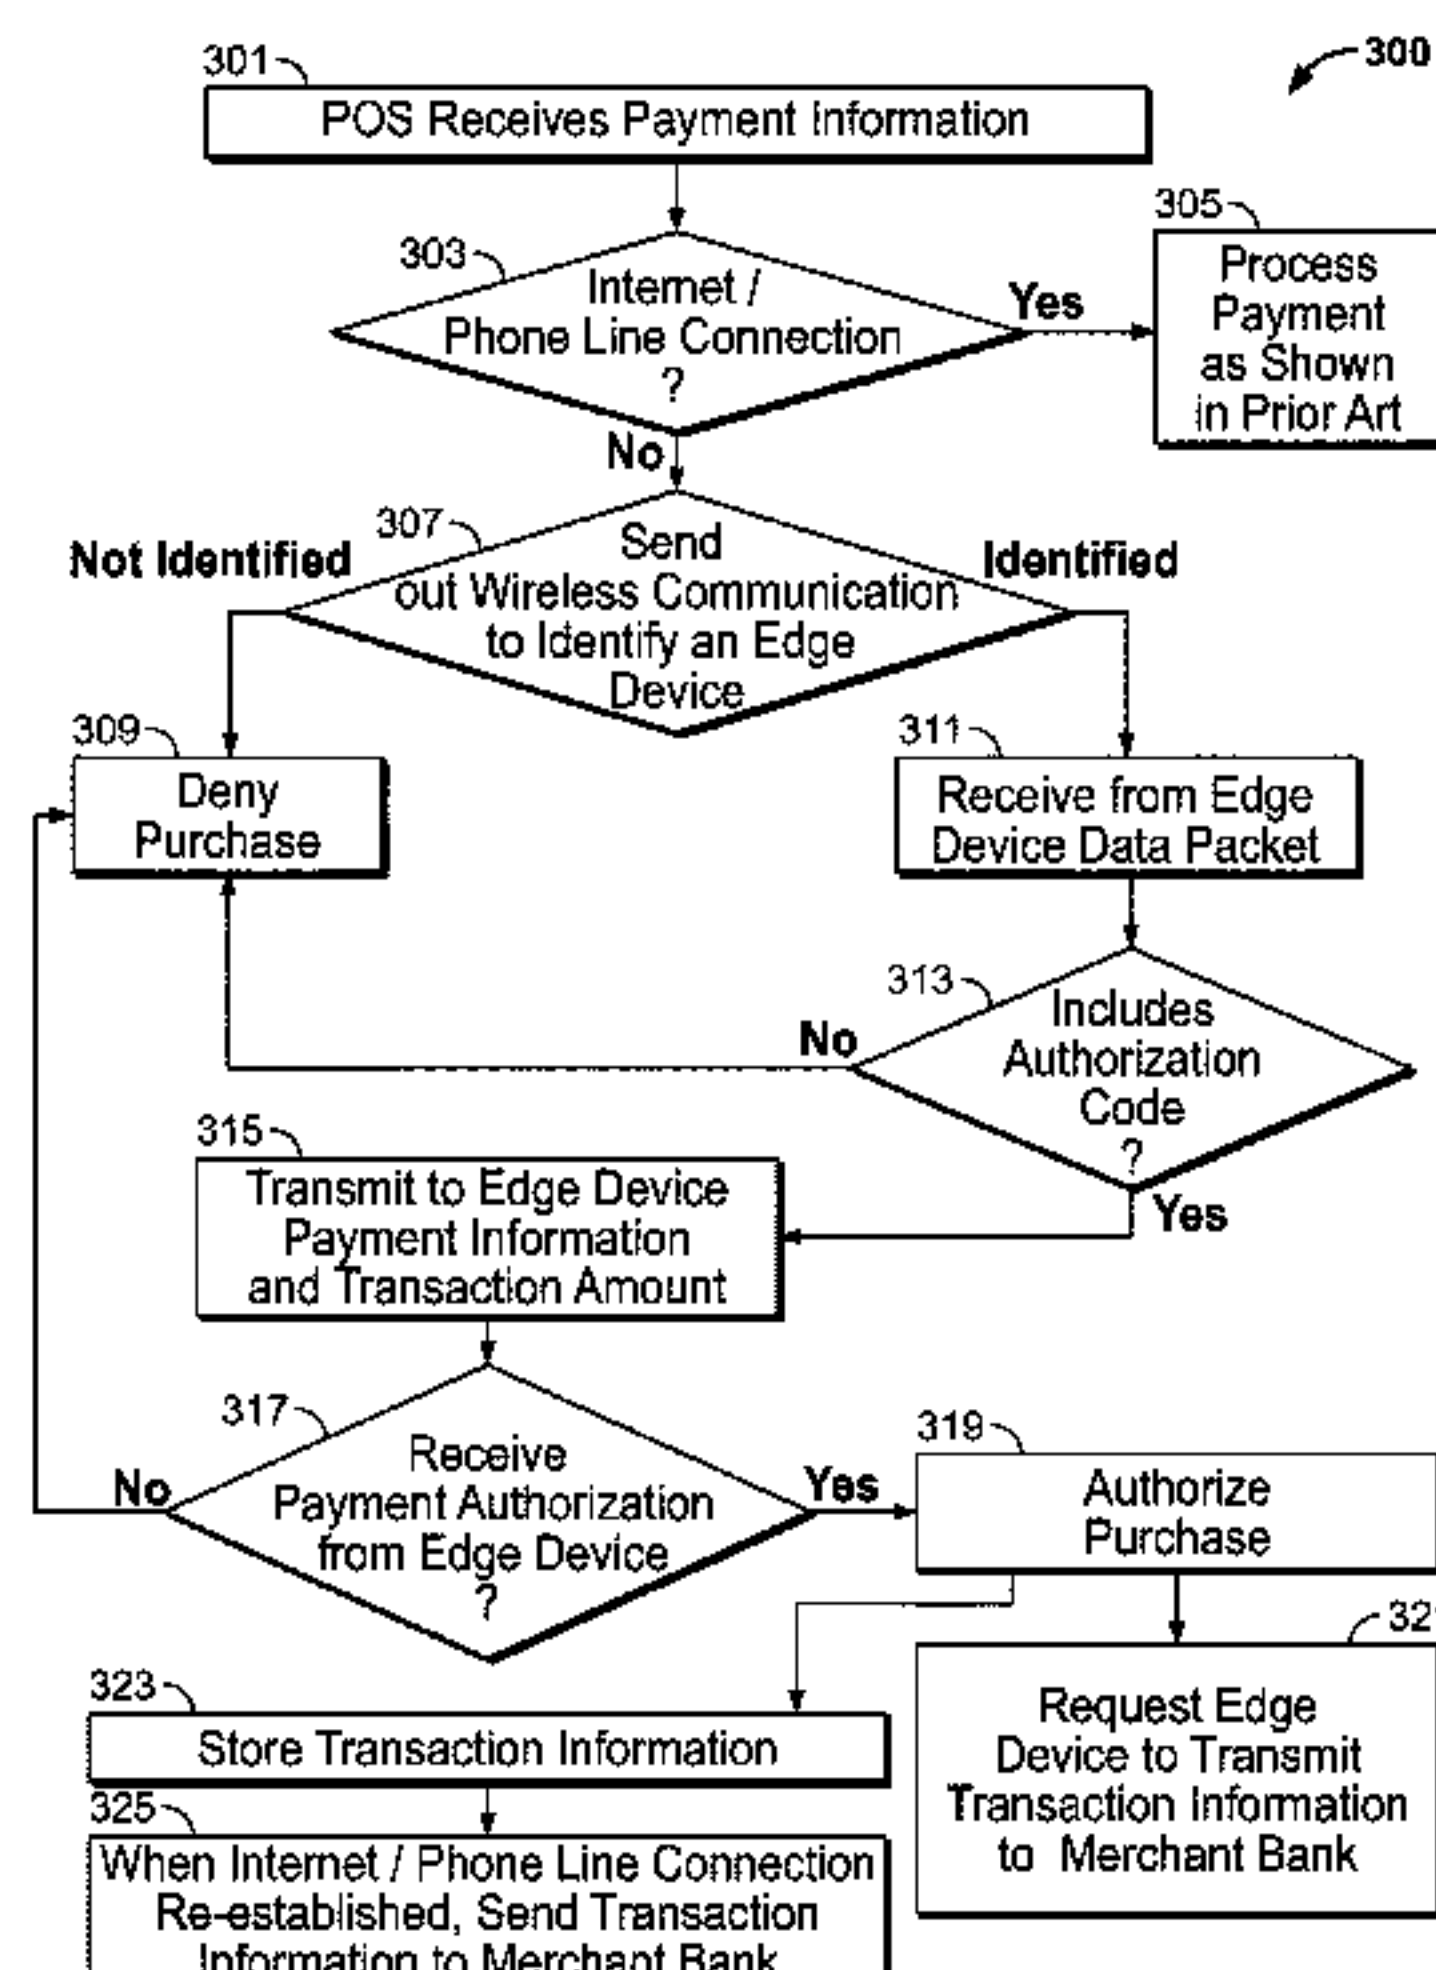 300
301
POS Receives Payment Information
303
Internet /
Phone Line Connection
?
Yes
305
Process
Payment
as Shown
in Prior Art
No
307
Not Identified
Send
out Wireless Communication
to Identify an Edge
Device
Identified
309
Deny
Purchase
311
Receive from Edge
Device Data Packet
313
Includes
Authorization
Code
?
No
Yes
315
Transmit to Edge Device
Payment Information
and Transaction Amount
317
Receive
Payment Authorization
from Edge Device
?
No
Yes
319
Authorize
Purchase
Request Edge
Device to Transmit
Transaction Information
to Merchant Bank
323
Store Transaction Information
325
When Internet / Phone Line Connection
Re-established, Send Transaction
Information to Merchant Bank